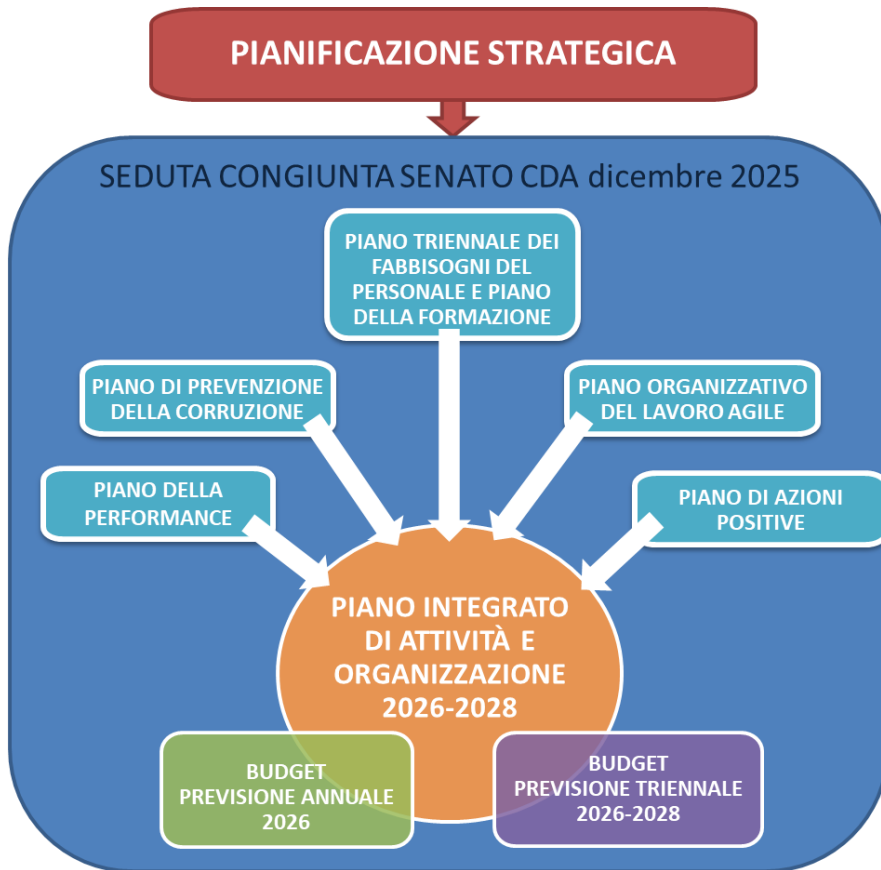 PIANIFICAZIONE STRATEGICA
SEDUTA CONGIUNTA SENATO CDA dicembre 2025
PIANO TRIENNALE DEI
FABBISOGNI DEL
PERSONALE E PIANO
DELLA FORMAZIONE
PIANO DI PREVENZIONE
DELLA CORRUZIONE
PIANO ORGANIZZATIVO
DEL LAVORO AGILE
PIANO DELLA
PERFORMANCE
PIANO DI AZIONI
POSITIVE
PIANO INTEGRATO
DI ATTIVITÀ E
ORGANIZZAZIONE
2026-2028
BUDGET
PREVISIONE ANNUALE
2026
BUDGET
PREVISIONE TRIENNALE
2026-2028